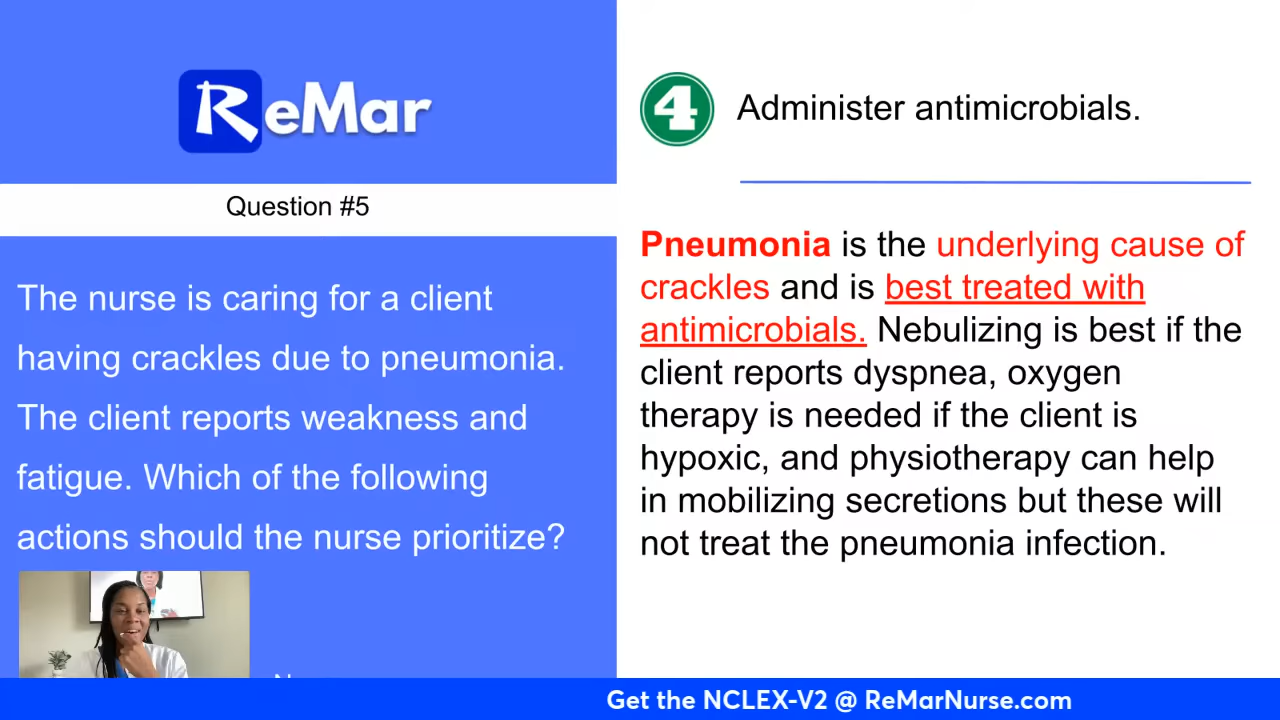 ReMar
Question #5
The nurse is caring for a client
having crackles due to pneumonia.
The client reports weakness and
fatigue. Which of the following
actions should the nurse prioritize?
4 Administer antimicrobials.
Pneumonia is the underlying cause of
crackles and is best treated with
antimicrobials. Nebulizing is best if the
client reports dyspnea, oxygen
therapy is needed if the client is
hypoxic, and physiotherapy can help
in mobilizing secretions but these will
not treat the pneumonia infection.
Get the NCLEX-V2 @ ReMarNurse.com